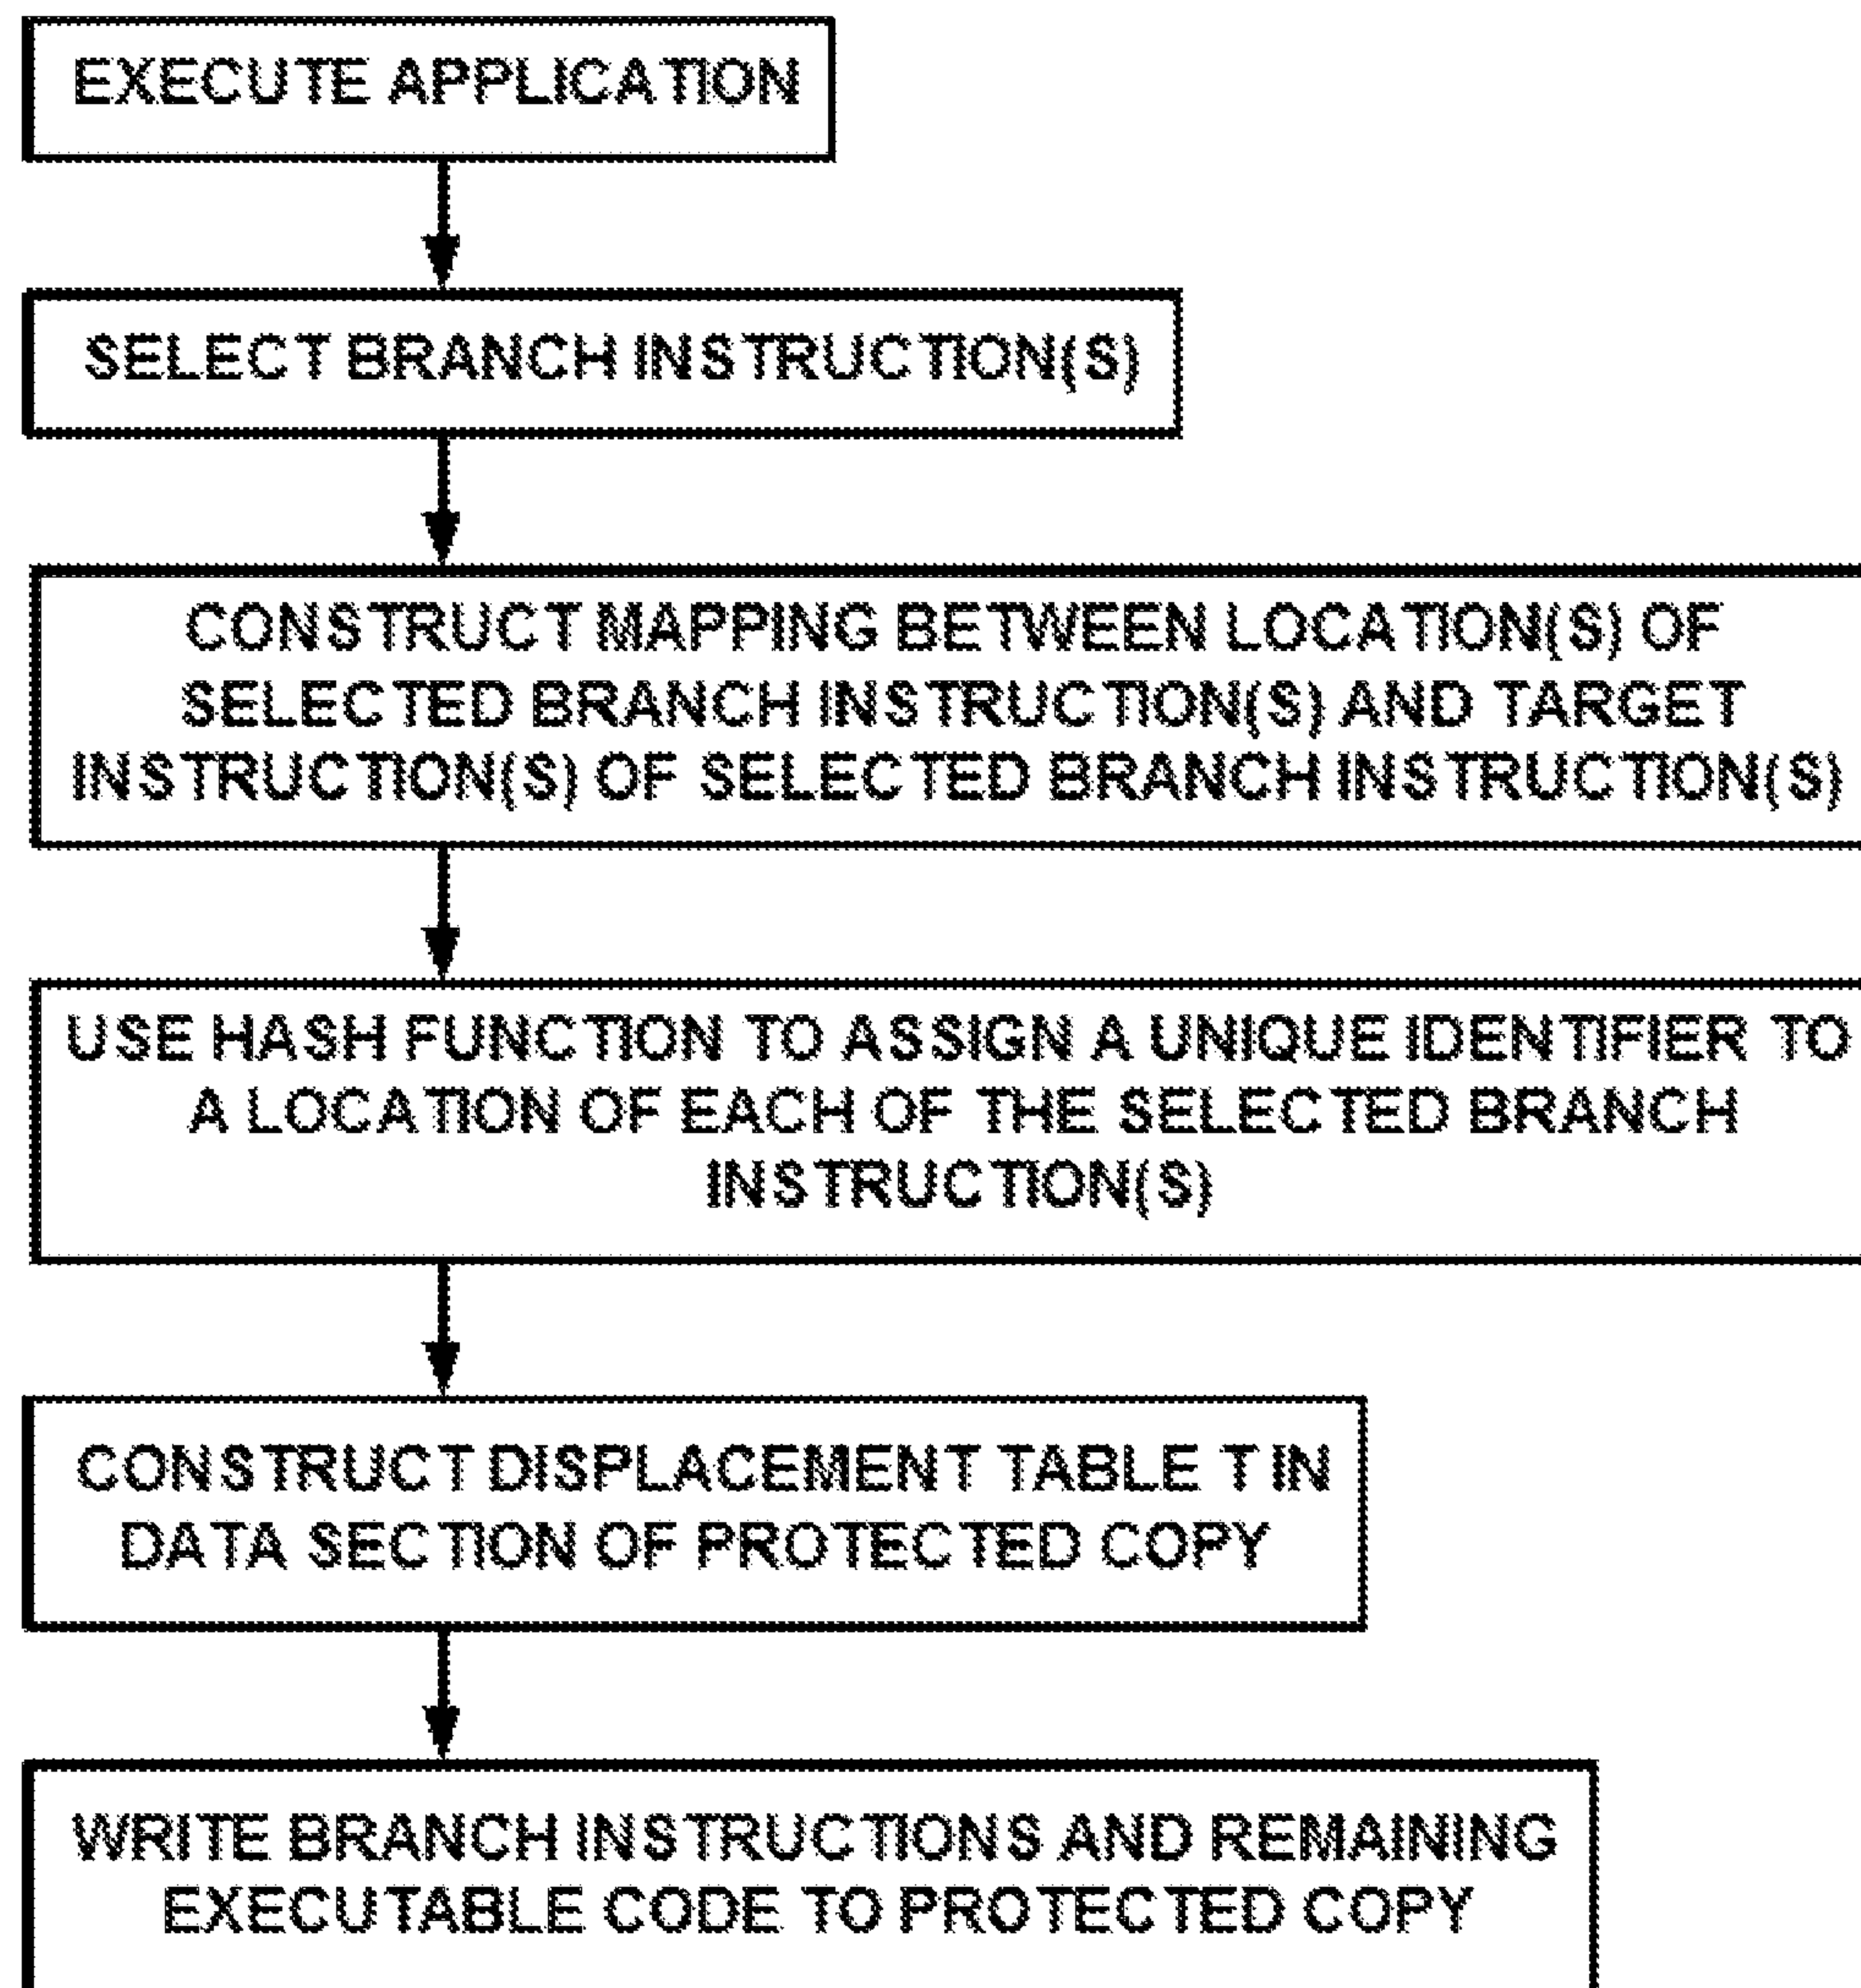 EXECUTE APPLICATION
SELECT BRANCH INSTRUCTION(S)
CONSTRUCT MAPPING BETWEEN LOCATION(S) OF
SELECTED BRANCH INSTRUCTION(S) AND TARGET
INSTRUCTION(S) OF SELECTED BRANCH INSTRUCTION(S)
USE HASH FUNCTION TO ASSIGN A UNIQUE IDENTIFIER TO
A LOCATION OF EACH OF THE SELECTED BRANCH
INSTRUCTION(S)
CONSTRUCT DISPLACEMENT TABLE T IN
DATA SECTION OF PROTECTED COPY
WRITE BRANCH INSTRUCTIONS AND REMAINING
EXECUTABLE CODE TO PROTECTED COPY